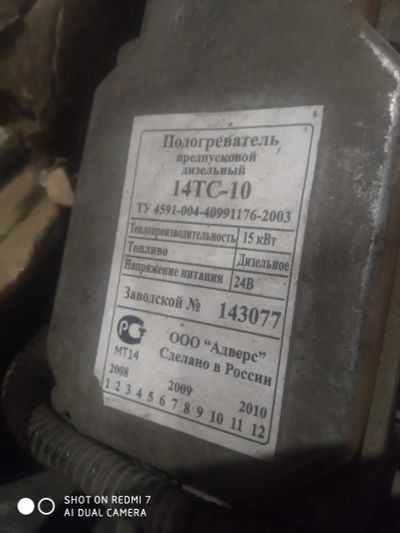 Подогреватель
предпусковой
дизельный
14ТС-10
ТУ 4591-004-40991176-2003
Теплопроизводительность 15 кВт
Топливо Дизельное
Напряжение питания 24В
Заводской № 143077
РСТ
МТ14
ООО "Адверс"
Сделано в России
2008 2009 2010
1 2 3 4 5 6 7 8 9 10 11 12
SHOT ON REDMI 7
AI DUAL CAMERA